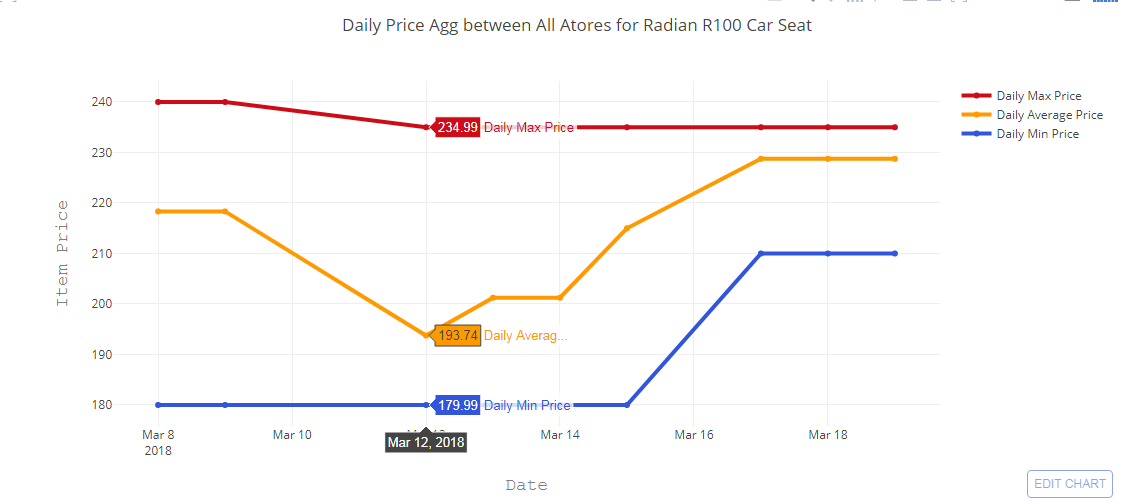 Daily Price Agg between All Atores for Radian R100 Car Seat
Daily Max Price
Daily Average Price
Daily Min Price
240
230
220
210
200
190
180
Item Price
234.99 Daily Max Price
193.74 Daily Averag...
179.99 Daily Min Price
Mar 8
2018
Mar 10
Mar 14
Mar 16
Mar 18
Mar 12, 2018
Date
EDIT CHART